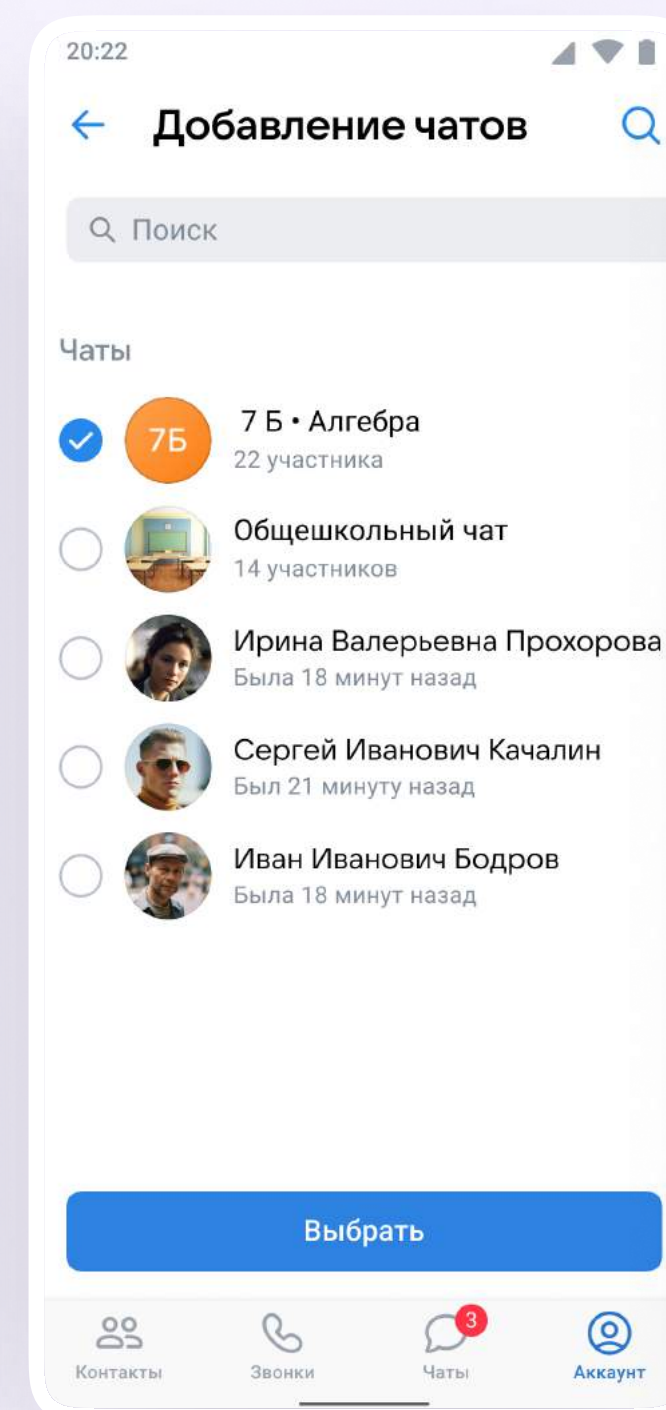 20:22
Добавление чатов
Поиск
Чаты
7Б
7 Б • Алгебра
22 участника
Общешкольный чат
14 участников
Ирина Валерьевна Прохорова
Была 18 минут назад
Сергей Иванович Качалин
Был 21 минуту назад
Иван Иванович Бодров
Была 18 минут назад
Выбрать
3
Контакты
Звонки
Чаты
Аккаунт